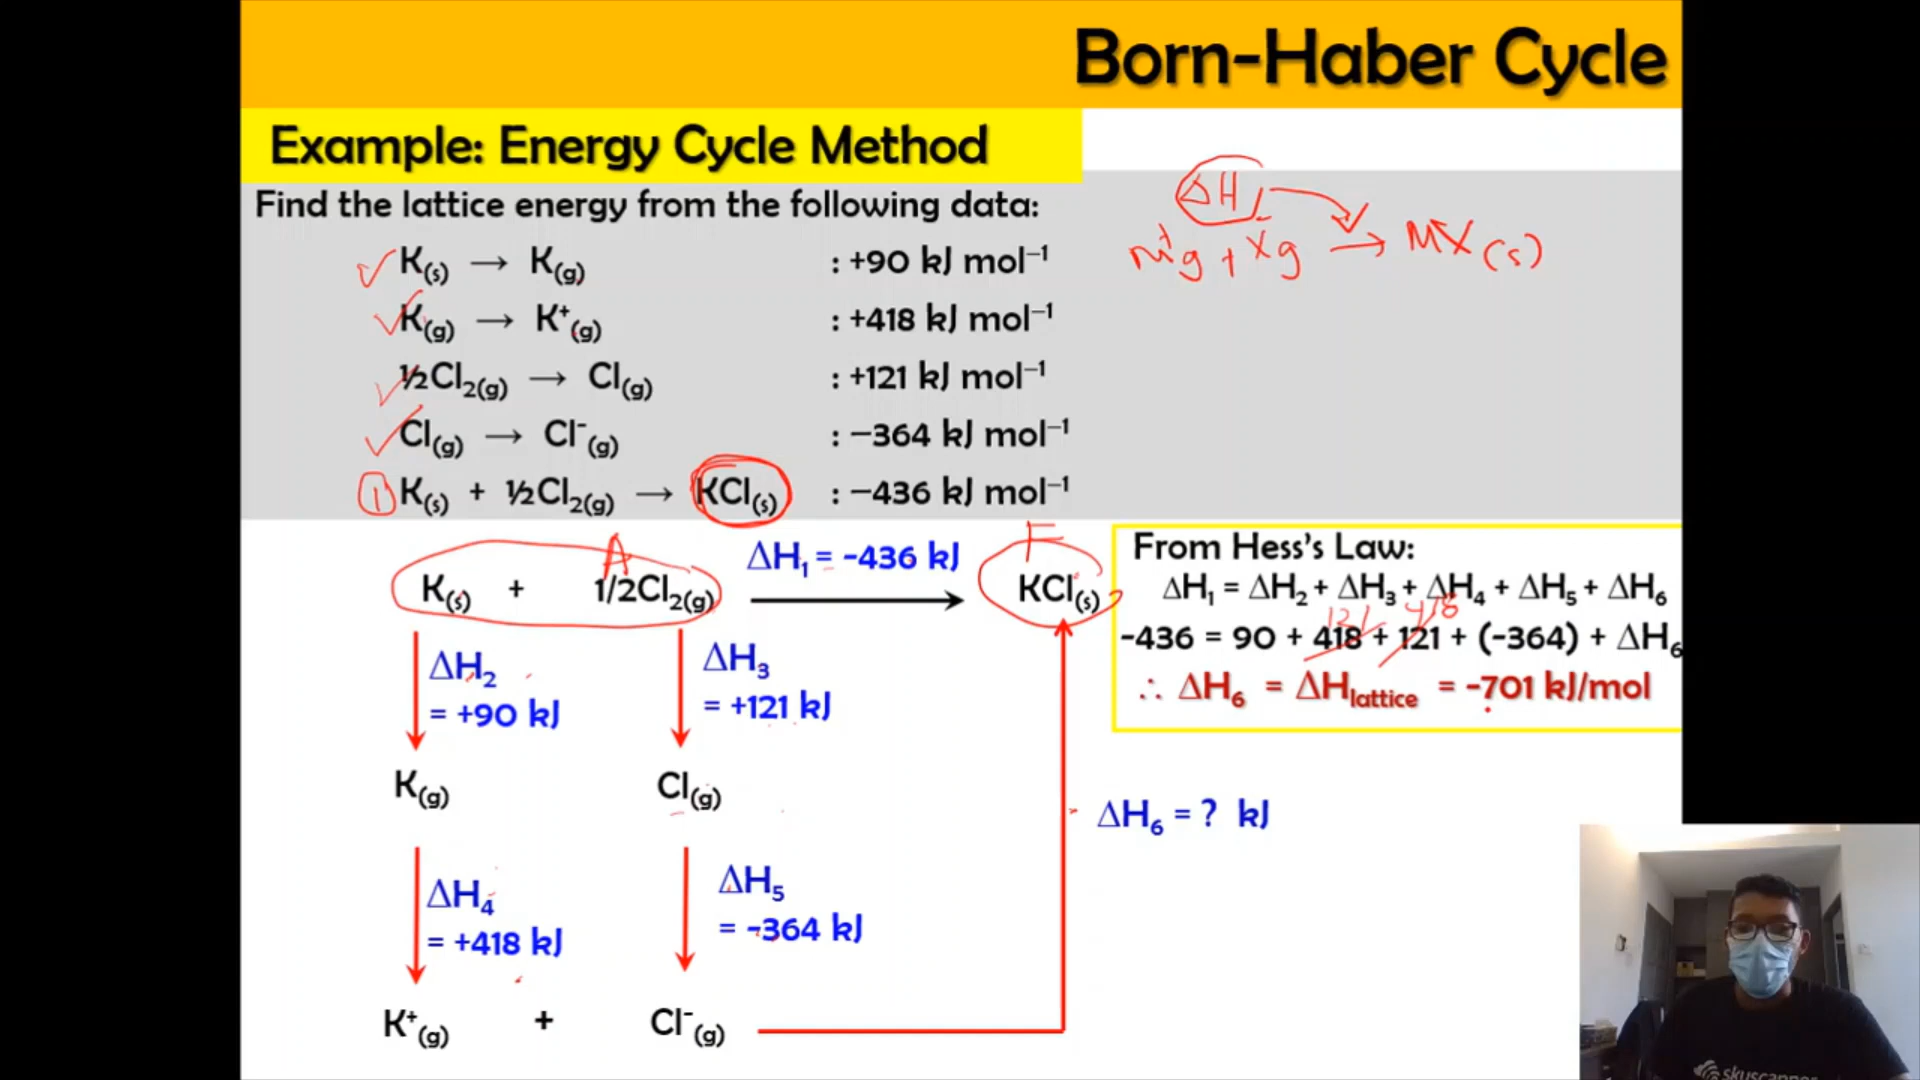 Born-Haber Cycle
Example: Energy Cycle Method
Find the lattice energy from the following data:
K(s) → K(g) : +90 kJ mol⁻¹
K(g) → K⁺(g) : +418 kJ mol⁻¹
½Cl₂(g) → Cl(g) : +121 kJ mol⁻¹
Cl(g) → Cl⁻(g) : −364 kJ mol⁻¹
1 K(s) + ½Cl₂(g) → KCl(s) : −436 kJ mol⁻¹
ΔH
M⁺g + X⁻g → MX(s)
A
F
K(s) + 1/2Cl₂(g)
ΔH₁ = -436 kJ
KCl(s)
ΔH₂
= +90 kJ
ΔH₃
= +121 kJ
K(g)
Cl(g)
ΔH₄
= +418 kJ
ΔH₅
= -364 kJ
K⁺(g) + Cl⁻(g)
ΔH₆ = ? kJ
From Hess's Law:
ΔH₁ = ΔH₂ + ΔH₃ + ΔH₄ + ΔH₅ + ΔH₆
121 418
-436 = 90 + 418 + 121 + (-364) + ΔH₆
∴ ΔH₆ = ΔHlattice = -701 kJ/mol
skyscanner